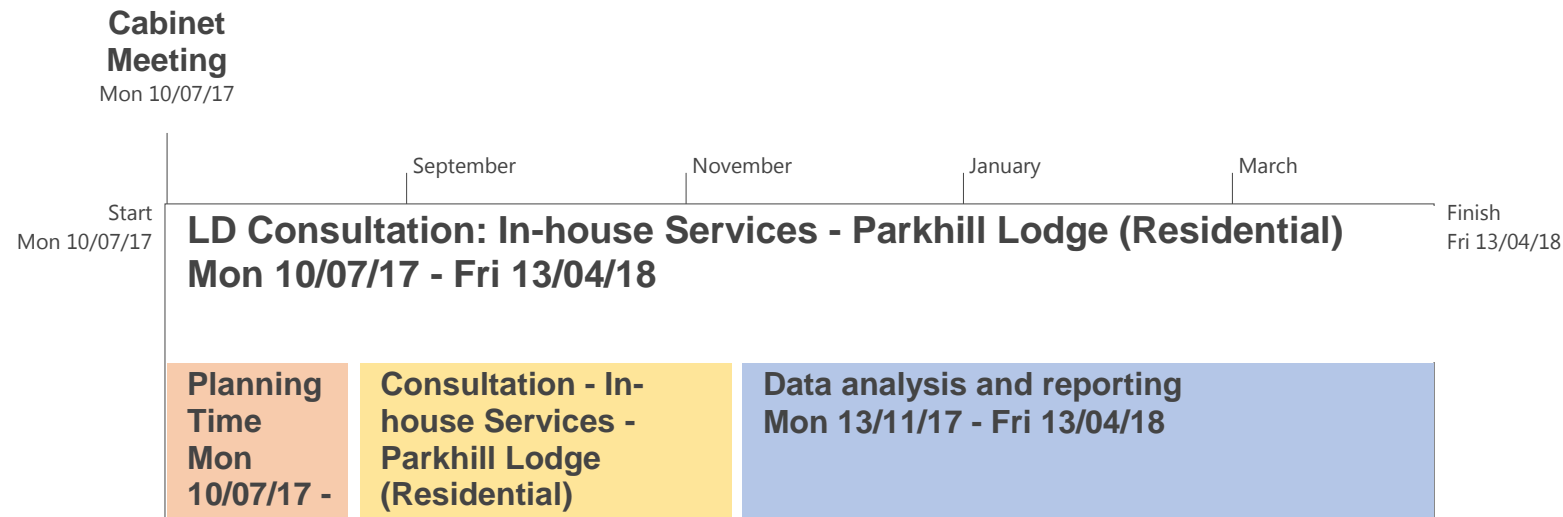 Cabinet
Meeting
Mon 10/07/17
September
November
January
March
Start
Mon 10/07/17
LD Consultation: In-house Services - Parkhill Lodge (Residential)
Mon 10/07/17 - Fri 13/04/18
Finish
Fri 13/04/18
Planning
Time
Mon
10/07/17 -
Consultation - In-
house Services -
Parkhill Lodge
(Residential)
Data analysis and reporting
Mon 13/11/17 - Fri 13/04/18